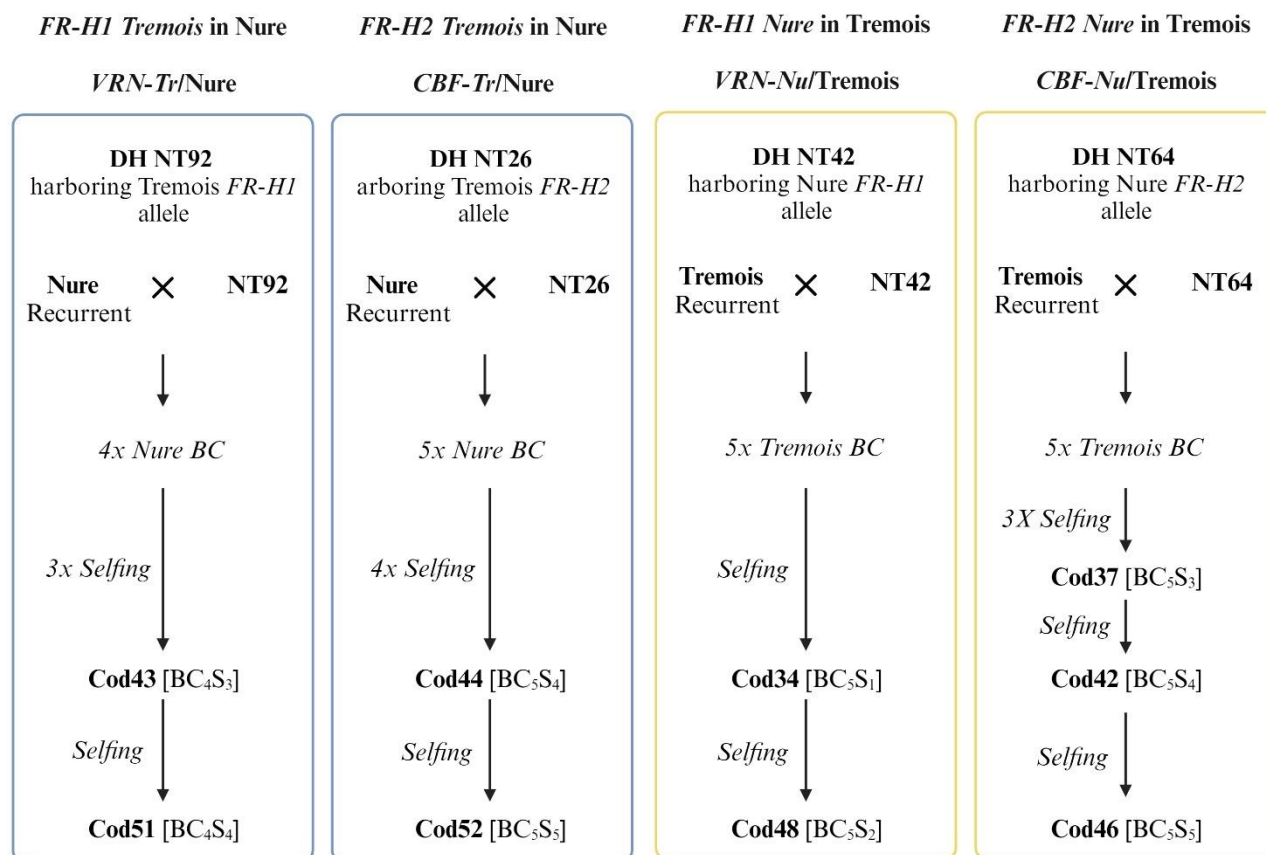 FR-H1 Tremois in Nure
VRN-Tr/Nure
DH NT92
harboring Tremois FR-H1
allele
Nure × NT92
Recurrent
4x Nure BC
3x Selfing
Cod43 [BC₄S₃]
Selfing
Cod51 [BC₄S₄]
FR-H2 Tremois in Nure
CBF-Tr/Nure
DH NT26
arboring Tremois FR-H2
allele
Nure × NT26
Recurrent
5x Nure BC
4x Selfing
Cod44 [BC₅S₄]
Selfing
Cod52 [BC₅S₅]
FR-H1 Nure in Tremois
VRN-Nu/Tremois
DH NT42
harboring Nure FR-H1
allele
Tremois × NT42
Recurrent
5x Tremois BC
Selfing
Cod34 [BC₅S₁]
Selfing
Cod48 [BC₅S₂]
FR-H2 Nure in Tremois
CBF-Nu/Tremois
DH NT64
harboring Nure FR-H2
allele
Tremois × NT64
Recurrent
5x Tremois BC
3X Selfing
Cod37 [BC₅S₃]
Selfing
Cod42 [BC₅S₄]
Selfing
Cod46 [BC₅S₅]